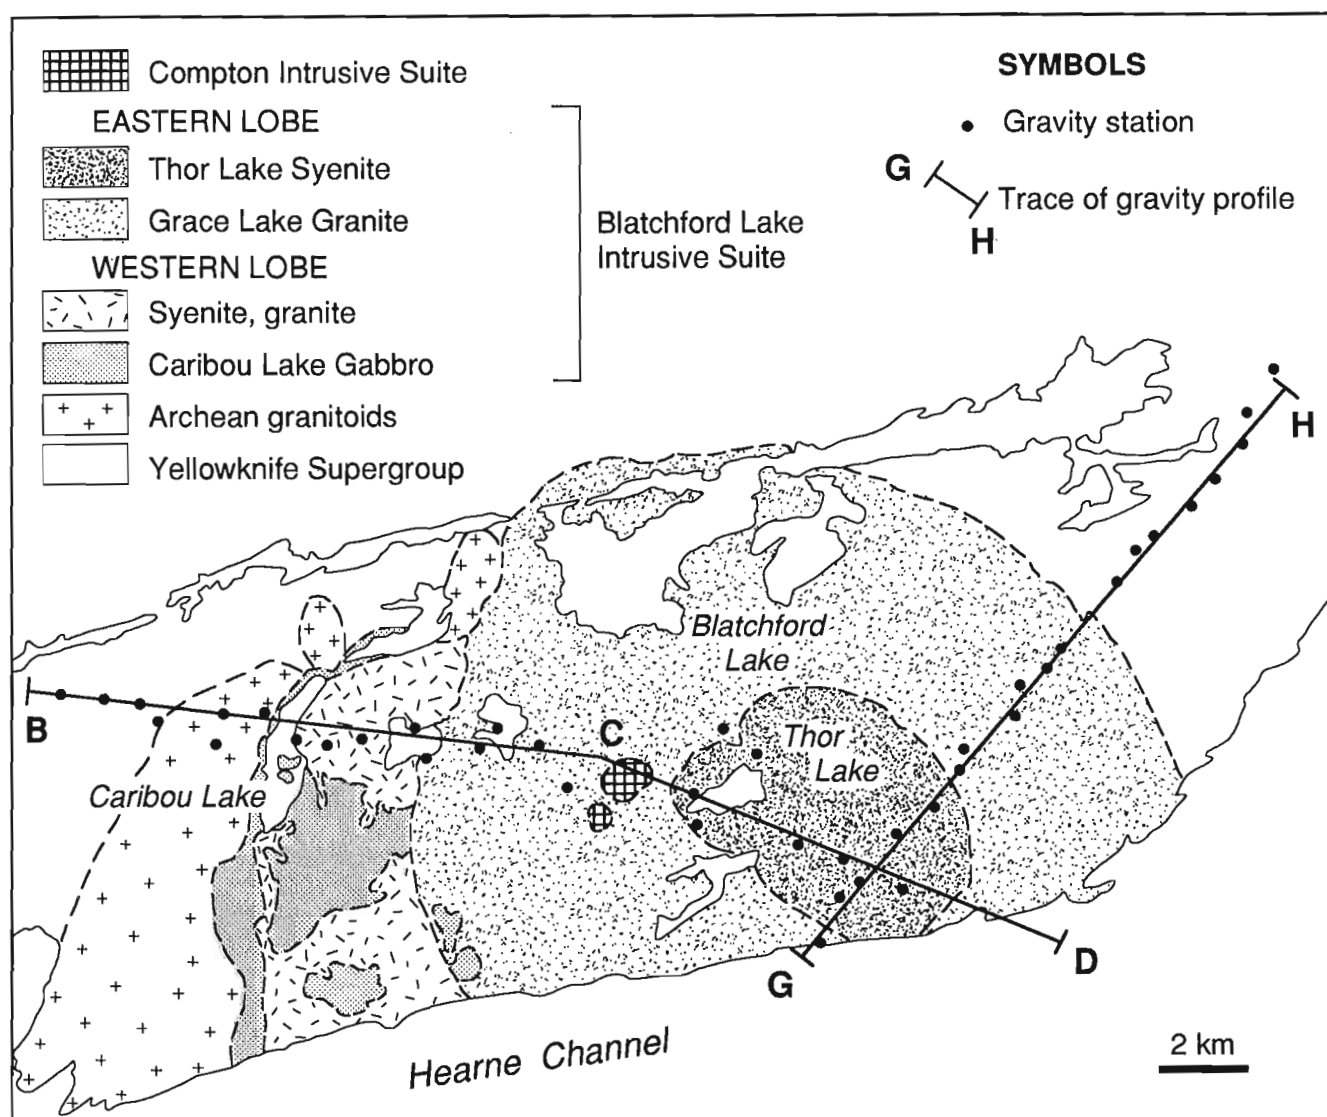 Compton Intrusive Suite
EASTERN LOBE
Thor Lake Syenite
Grace Lake Granite
WESTERN LOBE
Syenite, granite
Caribou Lake Gabbro
Archean granitoids
Yellowknife Supergroup
Blatchford Lake
Intrusive Suite
SYMBOLS
Gravity station
G
Trace of gravity profile
H
H
Blatchford
Lake
B
C
Thor
Lake
Caribou Lake
D
G
Hearne Channel
2 km